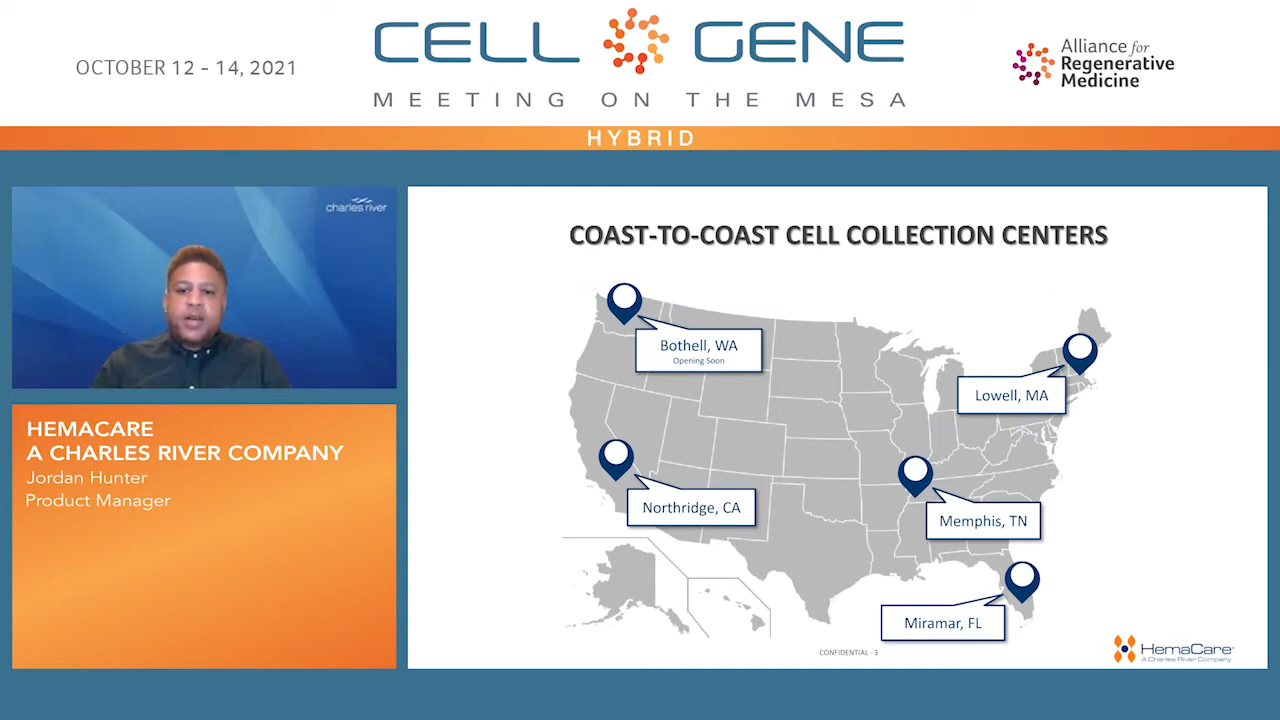 OCTOBER 12 - 14, 2021
CELL GENE
MEETING ON THE MESA
Alliance for
Regenerative
Medicine
HYBRID
charles river
HEMACARE
A CHARLES RIVER COMPANY
Jordan Hunter
Product Manager
COAST-TO-COAST CELL COLLECTION CENTERS
Bothell, WA
Opening Soon
Lowell, MA
Northridge, CA
Memphis, TN
Miramar, FL
CONFIDENTIAL - 3
HemaCare®
A Charles River Company